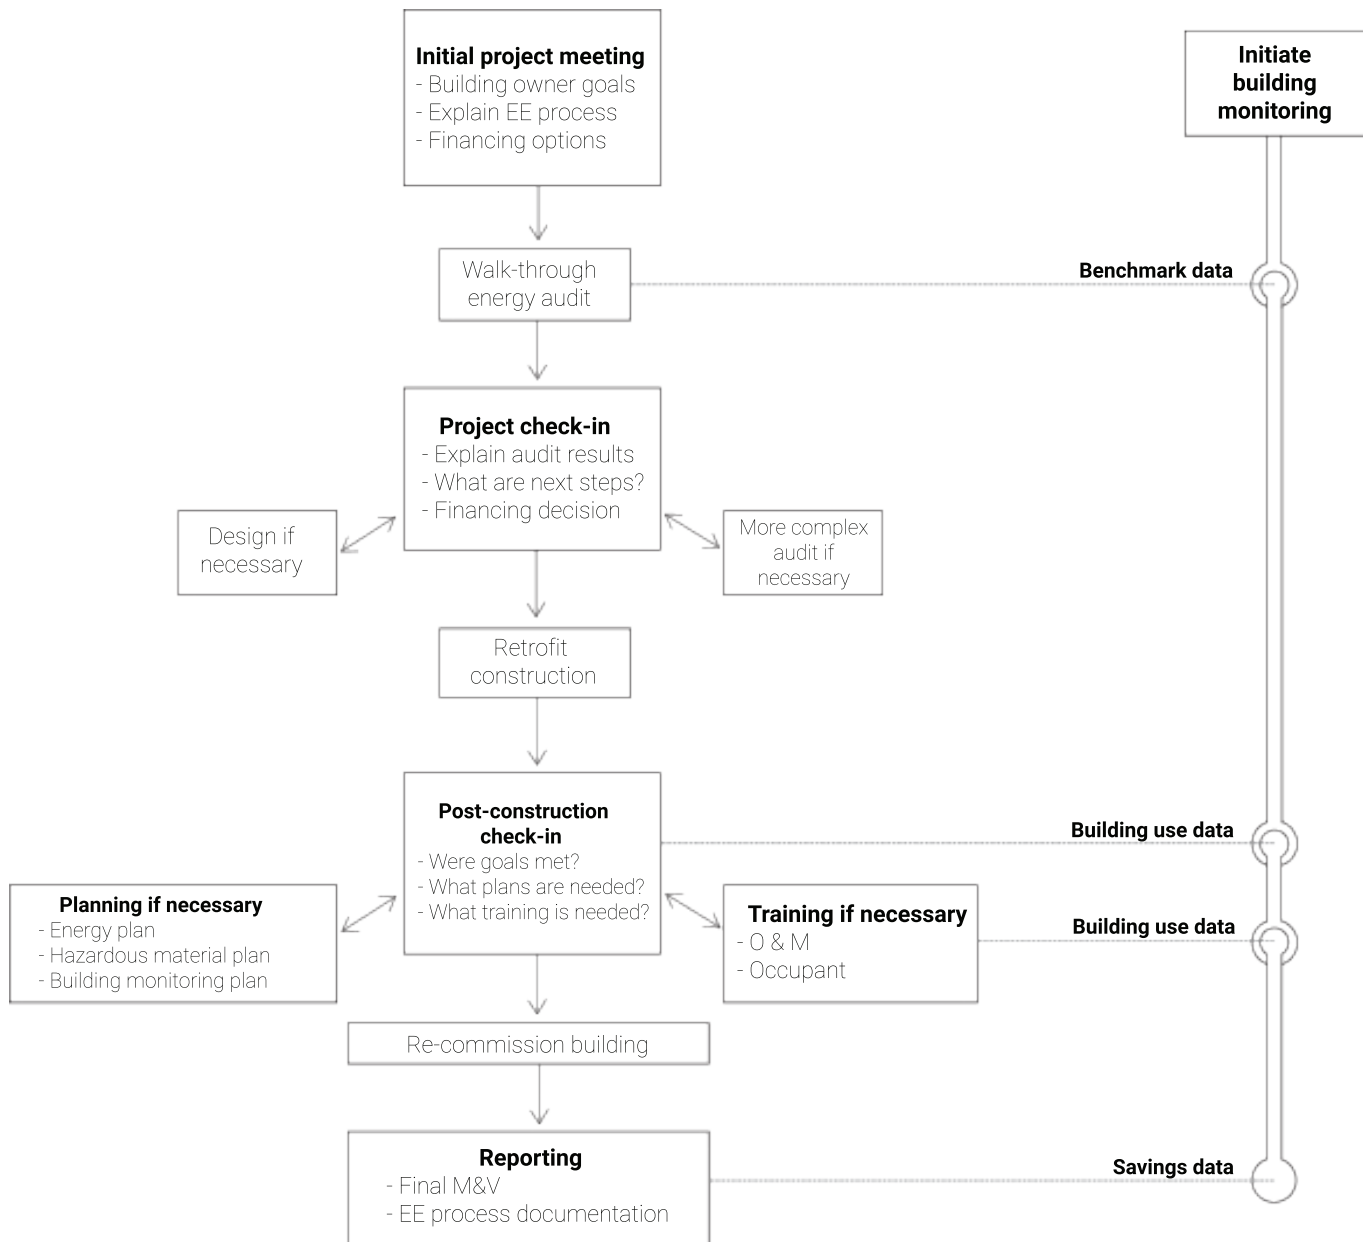 Initial project meeting
- Building owner goals
- Explain EE process
- Financing options
Initiate
building
monitoring
Walk-through
energy audit
Benchmark data
Project check-in
- Explain audit results
- What are next steps?
- Financing decision
Design if
necessary
More complex
audit if
necessary
Retrofit
construction
Post-construction
check-in
- Were goals met?
- What plans are needed?
- What training is needed?
Building use data
Planning if necessary
- Energy plan
- Hazardous material plan
- Building monitoring plan
Training if necessary
- O & M
- Occupant
Building use data
Re-commission building
Reporting
- Final M&V
- EE process documentation
Savings data